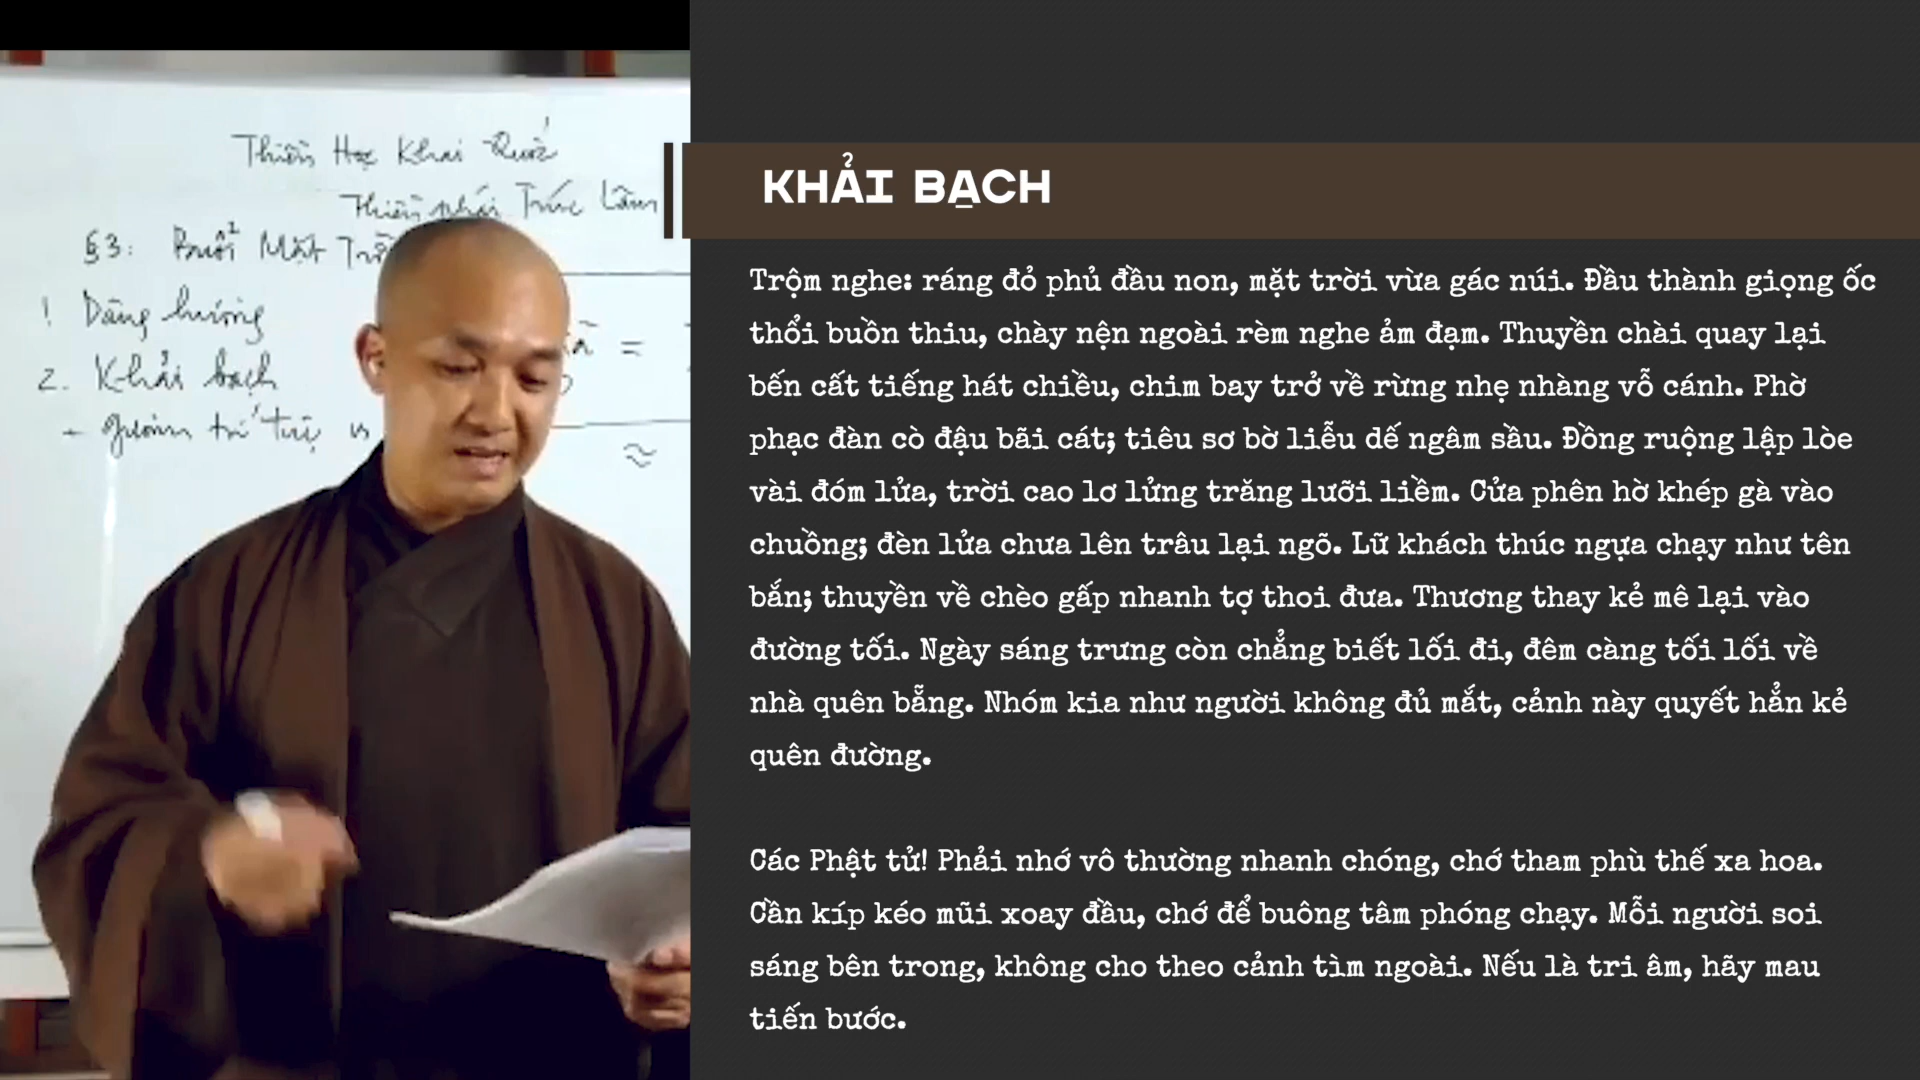 Thiền Học Khai Quát
Thiền phái Trúc Lâm
§3: Buổi Mặt Trời
1. Dâng hương
2. Khải bạch
+ gươm trí tuệ vs
=
≈
KHẢI BẠCH
Trộm nghe: ráng đỏ phủ đầu non, mặt trời vừa gác núi. Đầu thành giọng ốc
thổi buồn thiu, chày nện ngoài rèm nghe ảm đạm. Thuyền chài quay lại
bến cất tiếng hát chiều, chim bay trở về rừng nhẹ nhàng vỗ cánh. Phờ
phạc đàn cò đậu bãi cát; tiêu sơ bờ liễu dế ngâm sầu. Đồng ruộng lập lòe
vài đóm lửa, trời cao lơ lửng trăng lưỡi liềm. Cửa phên hờ khép gà vào
chuồng; đèn lửa chưa lên trâu lại ngõ. Lữ khách thúc ngựa chạy như tên
bắn; thuyền về chèo gấp nhanh tợ thoi đưa. Thương thay kẻ mê lại vào
đường tối. Ngày sáng trưng còn chẳng biết lối đi, đêm càng tối lối về
nhà quên bẵng. Nhóm kia như người không đủ mắt, cảnh này quyết hẳn kẻ
quên đường.
Các Phật tử! Phải nhớ vô thường nhanh chóng, chớ tham phù thế xa hoa.
Cần kíp kéo mũi xoay đầu, chớ để buông tâm phóng chạy. Mỗi người soi
sáng bên trong, không cho theo cảnh tìm ngoài. Nếu là tri âm, hãy mau
tiến bước.